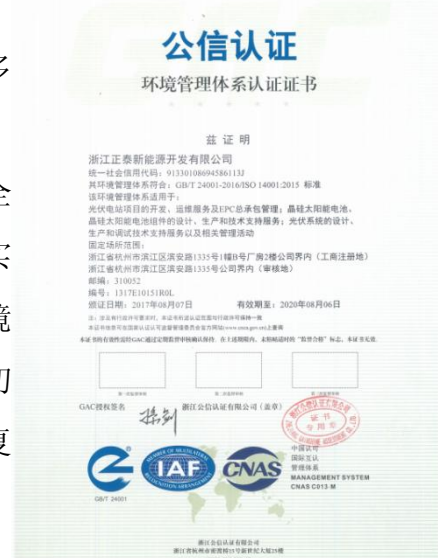 公信认证
环境管理体系认证证书
兹证明
浙江正泰新能源开发有限公司
统一社会信用代码:91330108694586113J
其环境管理体系符合:GB/T 24001-2016/ISO 14001:2015 标准
该环境管理体系适用于:
光伏电站项目的开发、运维服务及EPC总承包管理;晶硅太阳能电池、
晶硅太阳能电池组件的设计、生产和技术支持服务;光伏系统的设计、
生产和调试技术支持服务以及相关管理活动
固定场所范围:
浙江省杭州市滨江区滨安路1335号1幢B号厂房2楼公司界内(工商注册地)
浙江省杭州市滨江区滨安路1335号公司界内(审核地)
邮编:310052
编号:1317E10151R0L
颁证日期:2017年08月07日 有效期至:2020年08月06日
GAC授权签名 浙江公信认证有限公司(盖章)
证书
专用章
GB/T 24001
MEMBER OF MULTILATERAL
IAF
RECOGNITION ARRANGEMENT
CNAS
中国认可
国际互认
管理体系
MANAGEMENT SYSTEM
CNAS C013-M
浙江公信认证有限公司
全
境
切
复